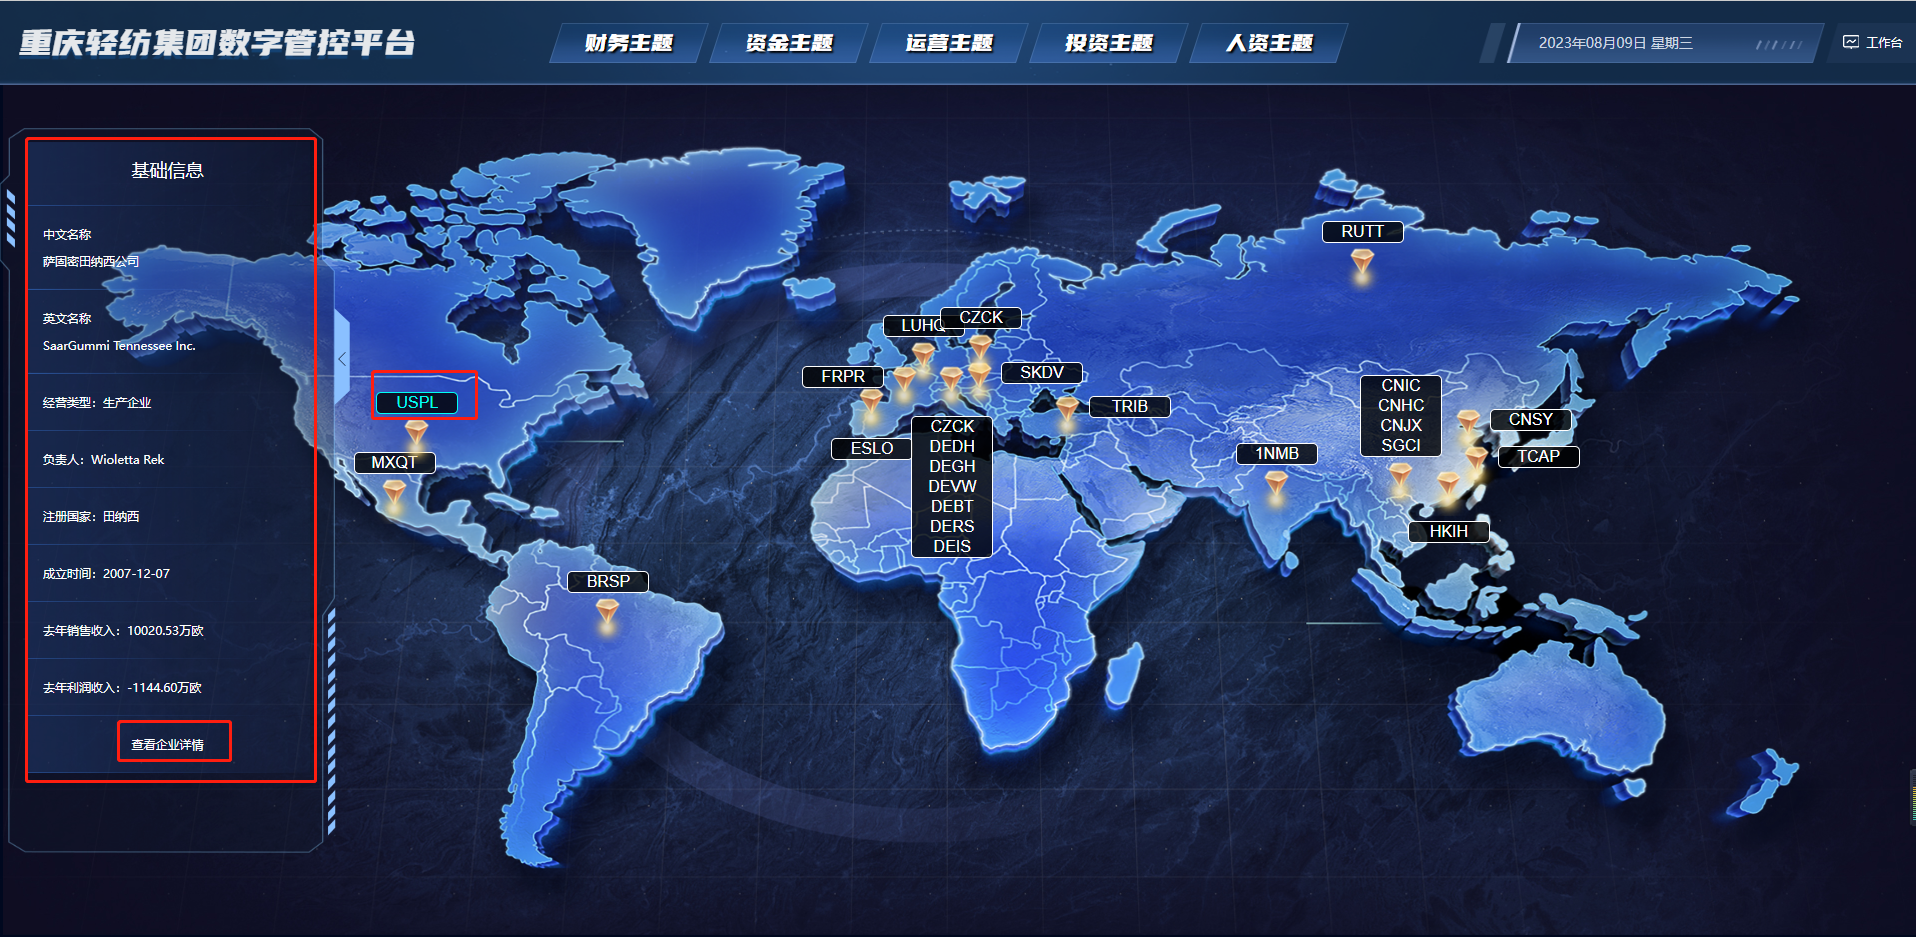 重庆轻纺集团数字管控平台
财务主题
资金主题
运营主题
投资主题
人资主题
2023年08月09日 星期三
工作台
基础信息
中文名称
萨固密田纳西公司
英文名称
SaarGummi Tennessee Inc.
经营类型：生产企业
负责人：Wioletta Rek
注册国家：田纳西
成立时间：2007-12-07
去年销售收入：10020.53万欧
去年利润收入：-1144.60万欧
查看企业详情
USPL
MXQT
BRSP
LUHQ
CZCK
FRPR
SKDV
TRIB
ESLO
CZCK
DEDH
DEGH
DEVW
DEBT
DERS
DEIS
RUTT
1NMB
CNIC
CNHC
CNJX
SGCI
CNSY
TCAP
HKIH